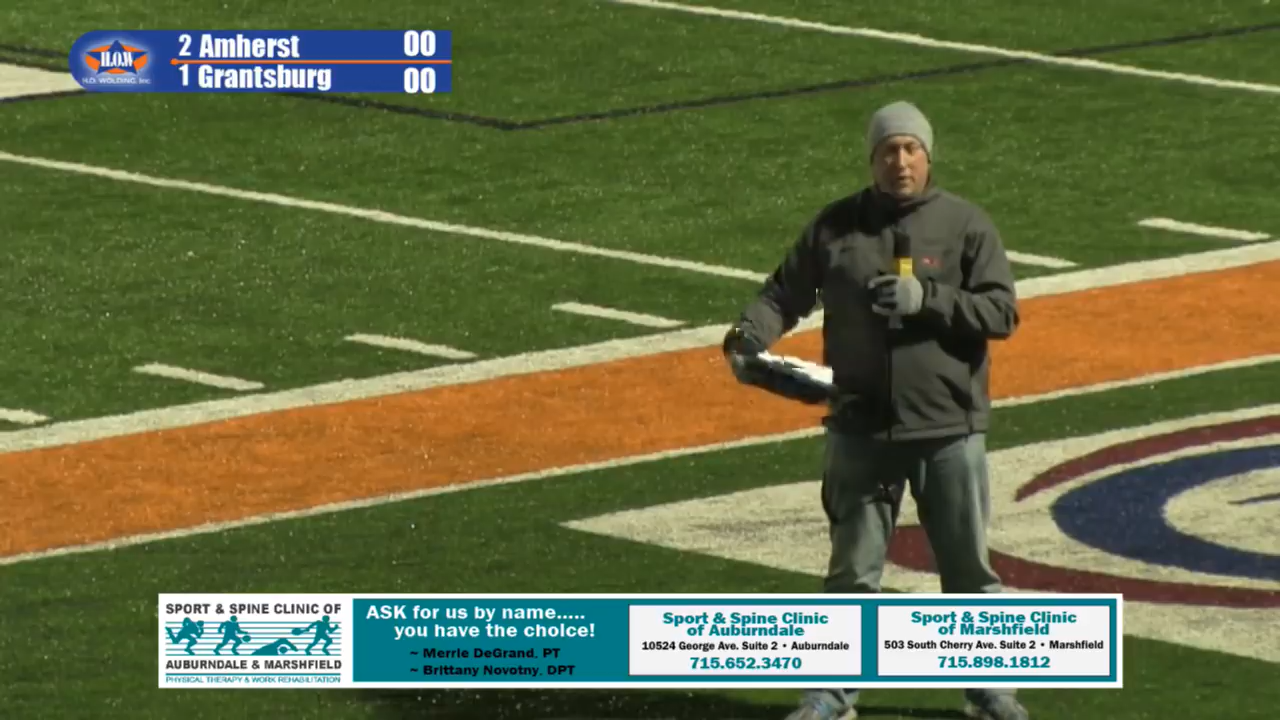 H.O.W
H.O. WOLDING, Inc
2 Amherst 00
1 Grantsburg 00
SPORT & SPINE CLINIC OF
AUBURNDALE & MARSHFIELD
PHYSICAL THERAPY & WORK REHABILITATION
ASK for us by name.....
you have the choice!
~ Merrie DeGrand, PT
~ Brittany Novotny, DPT
Sport & Spine Clinic
of Auburndale
10524 George Ave. Suite 2 • Auburndale
715.652.3470
Sport & Spine Clinic
of Marshfield
503 South Cherry Ave. Suite 2 • Marshfield
715.898.1812